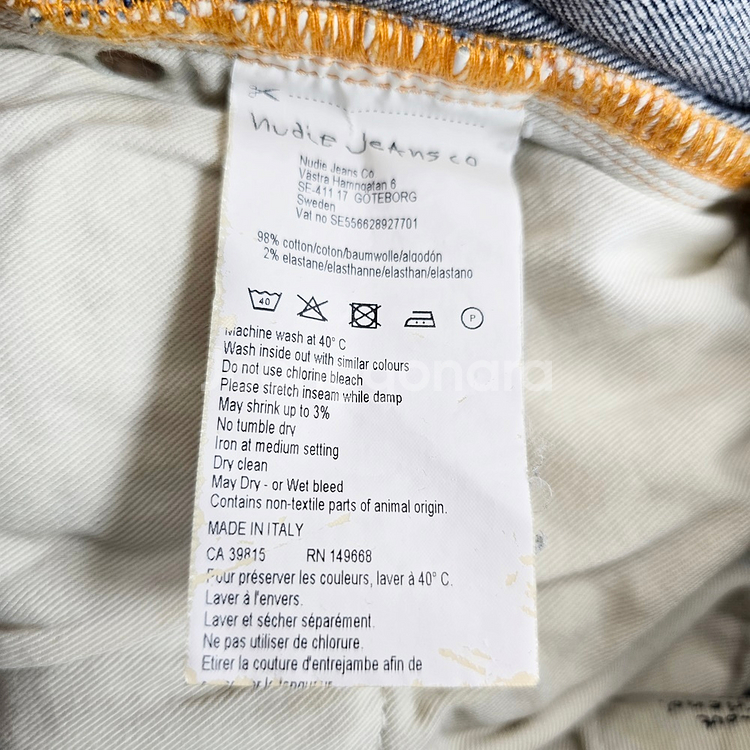 nudie Jeans co
Nudie Jeans Co
Västra Hamngatan 6
SE-411 17 GÖTEBORG
Sweden
Vat no SE556628927701
98% cotton/coton/baumwolle/algodón
2% elastane/elasthanne/elasthan/elastano
40
P
Machine wash at 40° C
Wash inside out with similar colours
Do not use chlorine bleach
Please stretch inseam while damp
May shrink up to 3%
No tumble dry
Iron at medium setting
Dry clean
May Dry - or Wet bleed
Contains non-textile parts of animal origin.
MADE IN ITALY
CA 39815 RN 149668
Pour préserver les couleurs, laver à 40° C.
Laver à l'envers.
Laver et sécher séparément.
Ne pas utiliser de chlorure.
Etirer la couture d'entrejambe afin de